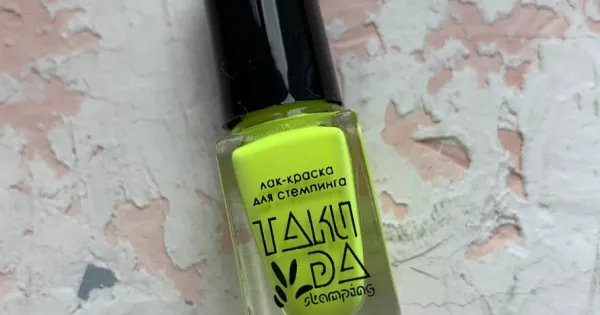 лак-краска
для стемпинга
TAKI
DA
stamping